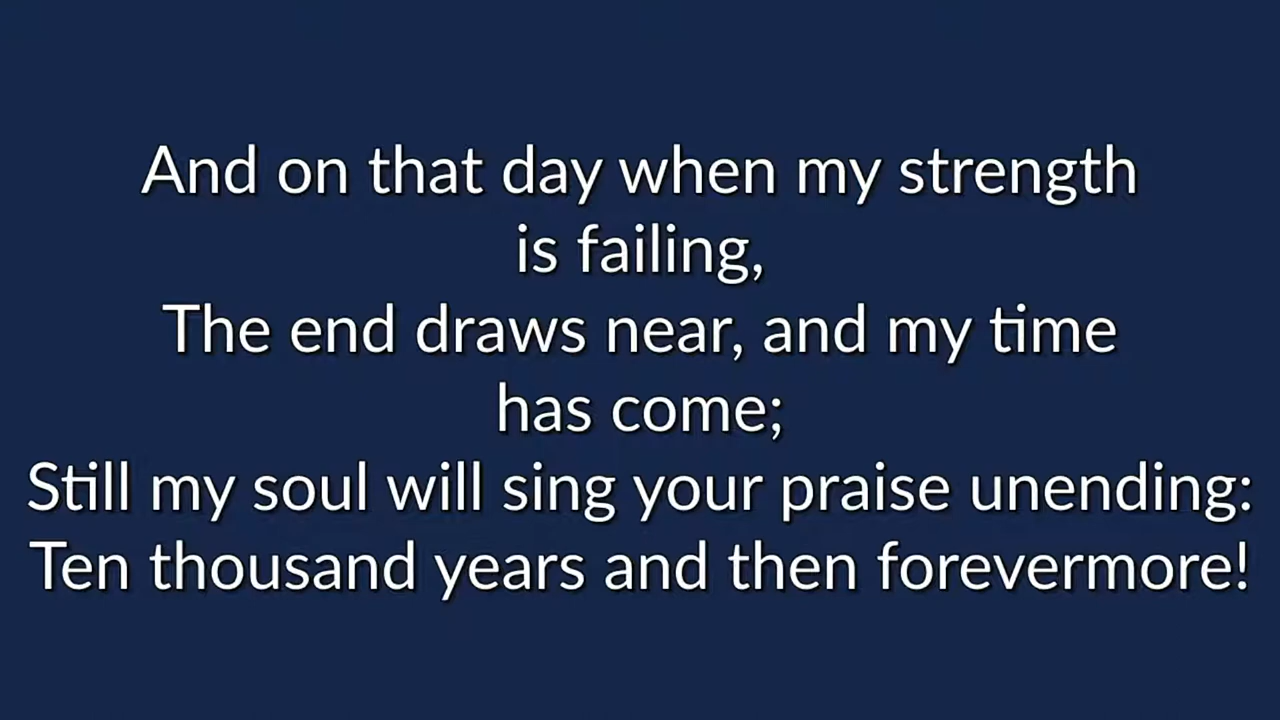 And on that day when my strength
is failing,
The end draws near, and my time
has come;
Still my soul will sing your praise unending:
Ten thousand years and then forevermore!